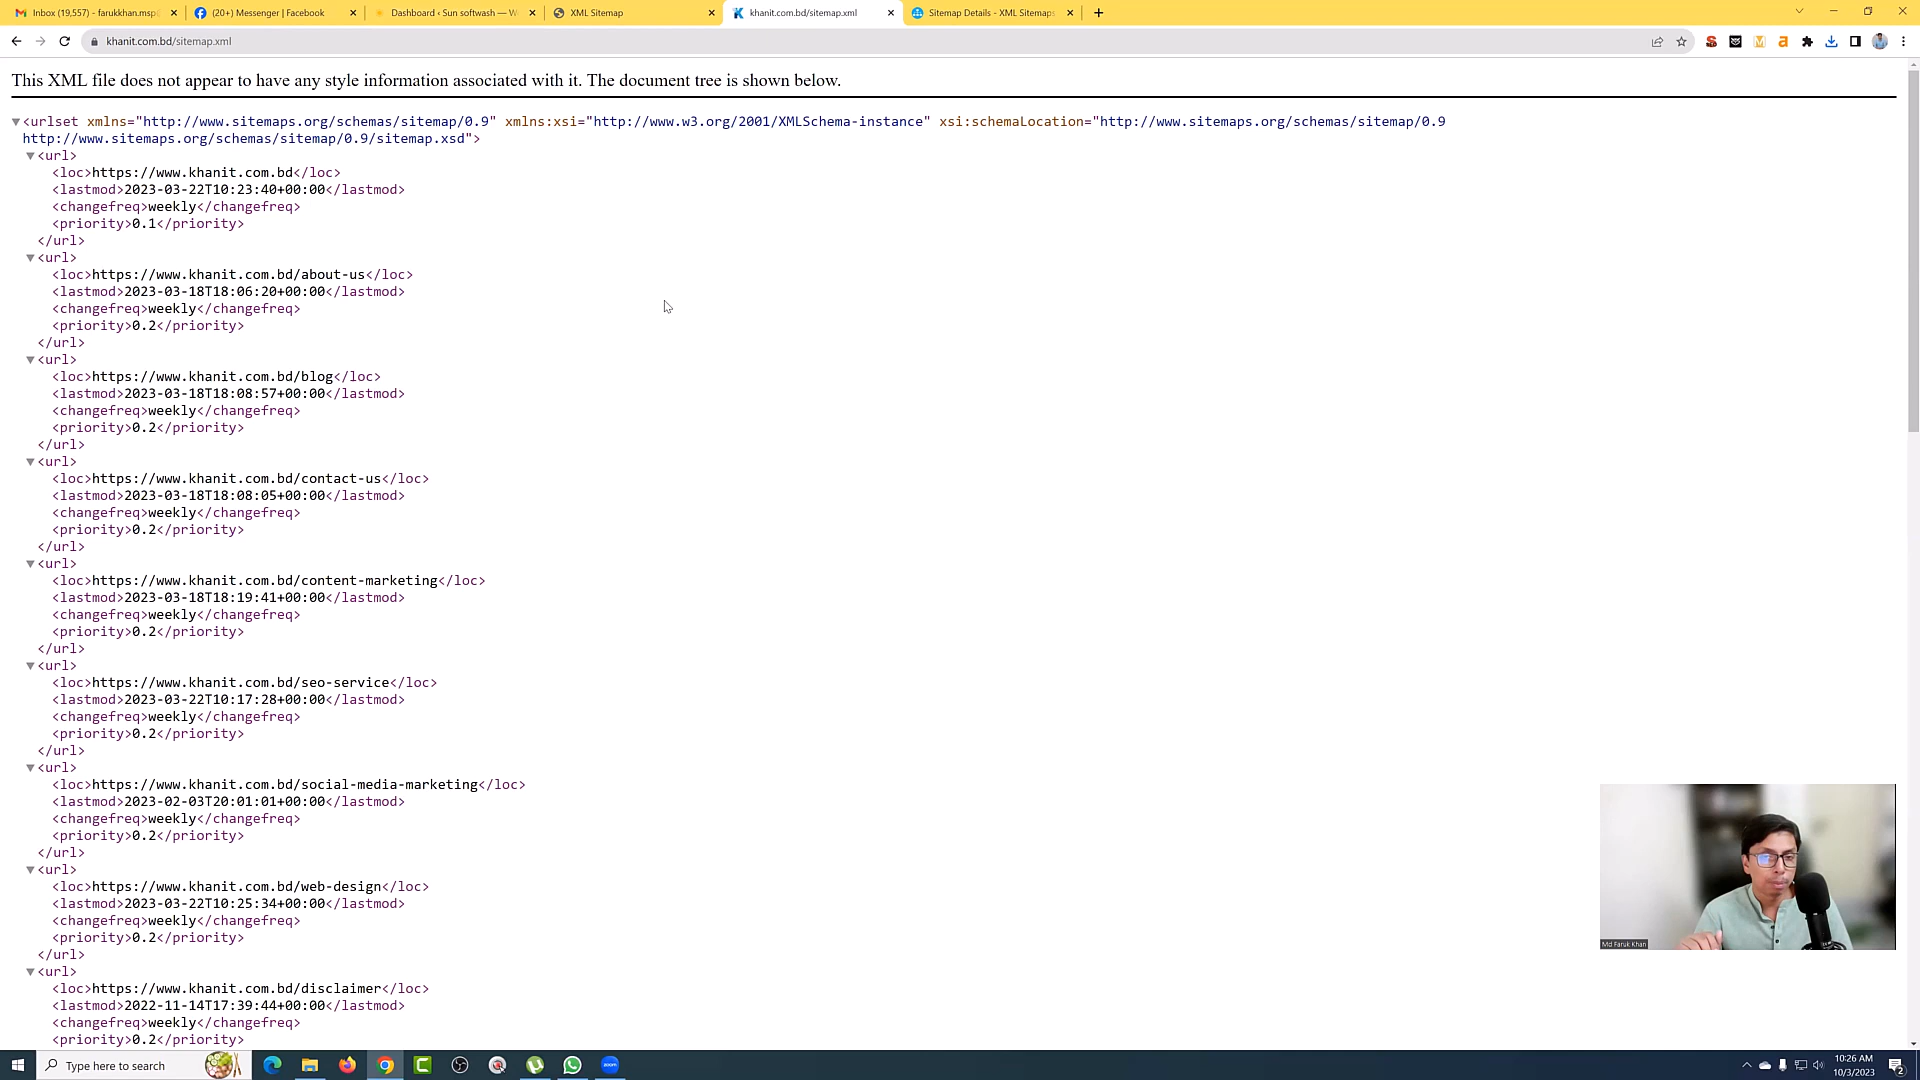 Inbox (19,557) - farukkhan.msp@
(20+) Messenger | Facebook
Dashboard ‹ Sun softwash — W
XML Sitemap
khanit.com.bd/sitemap.xml
Sitemap Details - XML Sitemaps
khanit.com.bd/sitemap.xml
This XML file does not appear to have any style information associated with it. The document tree is shown below.
<urlset xmlns="http://www.sitemaps.org/schemas/sitemap/0.9" xmlns:xsi="http://www.w3.org/2001/XMLSchema-instance" xsi:schemaLocation="http://www.sitemaps.org/schemas/sitemap/0.9
http://www.sitemaps.org/schemas/sitemap/0.9/sitemap.xsd">
<url>
<loc>https://www.khanit.com.bd</loc>
<lastmod>2023-03-22T10:23:40+00:00</lastmod>
<changefreq>weekly</changefreq>
<priority>0.1</priority>
</url>
<url>
<loc>https://www.khanit.com.bd/about-us</loc>
<lastmod>2023-03-18T18:06:20+00:00</lastmod>
<changefreq>weekly</changefreq>
<priority>0.2</priority>
</url>
<url>
<loc>https://www.khanit.com.bd/blog</loc>
<lastmod>2023-03-18T18:08:57+00:00</lastmod>
<changefreq>weekly</changefreq>
<priority>0.2</priority>
</url>
<url>
<loc>https://www.khanit.com.bd/contact-us</loc>
<lastmod>2023-03-18T18:08:05+00:00</lastmod>
<changefreq>weekly</changefreq>
<priority>0.2</priority>
</url>
<url>
<loc>https://www.khanit.com.bd/content-marketing</loc>
<lastmod>2023-03-18T18:19:41+00:00</lastmod>
<changefreq>weekly</changefreq>
<priority>0.2</priority>
</url>
<url>
<loc>https://www.khanit.com.bd/seo-service</loc>
<lastmod>2023-03-22T10:17:28+00:00</lastmod>
<changefreq>weekly</changefreq>
<priority>0.2</priority>
</url>
<url>
<loc>https://www.khanit.com.bd/social-media-marketing</loc>
<lastmod>2023-02-03T20:01:01+00:00</lastmod>
<changefreq>weekly</changefreq>
<priority>0.2</priority>
</url>
<url>
<loc>https://www.khanit.com.bd/web-design</loc>
<lastmod>2023-03-22T10:25:34+00:00</lastmod>
<changefreq>weekly</changefreq>
<priority>0.2</priority>
</url>
<url>
<loc>https://www.khanit.com.bd/disclaimer</loc>
<lastmod>2022-11-14T17:39:44+00:00</lastmod>
<changefreq>weekly</changefreq>
<priority>0.2</priority>
Md Faruk Khan
Type here to search
zoom
10:26 AM
10/3/2023
2